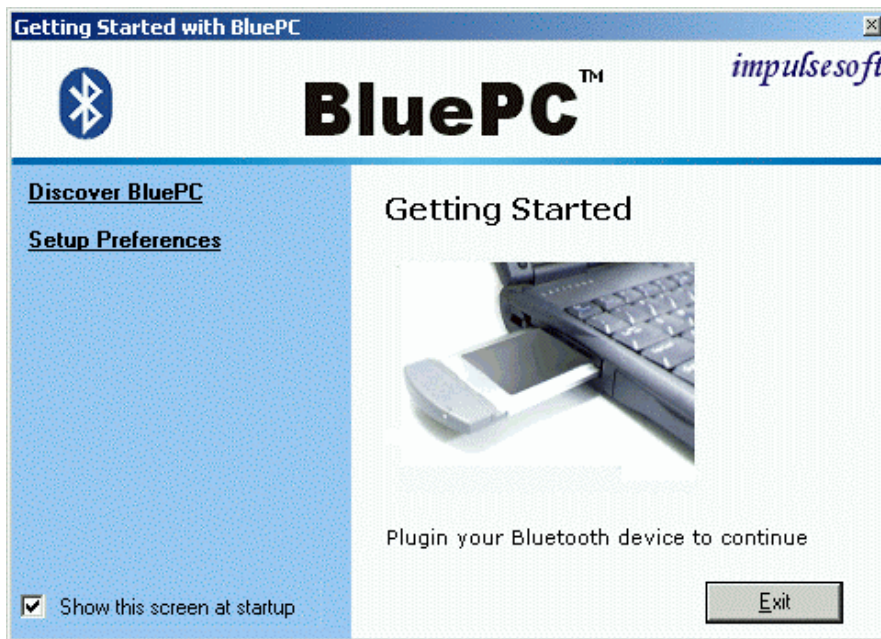 Getting Started with BluePC
BluePC™
impulsesoft
Discover BluePC
Setup Preferences
Getting Started
Plugin your Bluetooth device to continue
Show this screen at startup
Exit